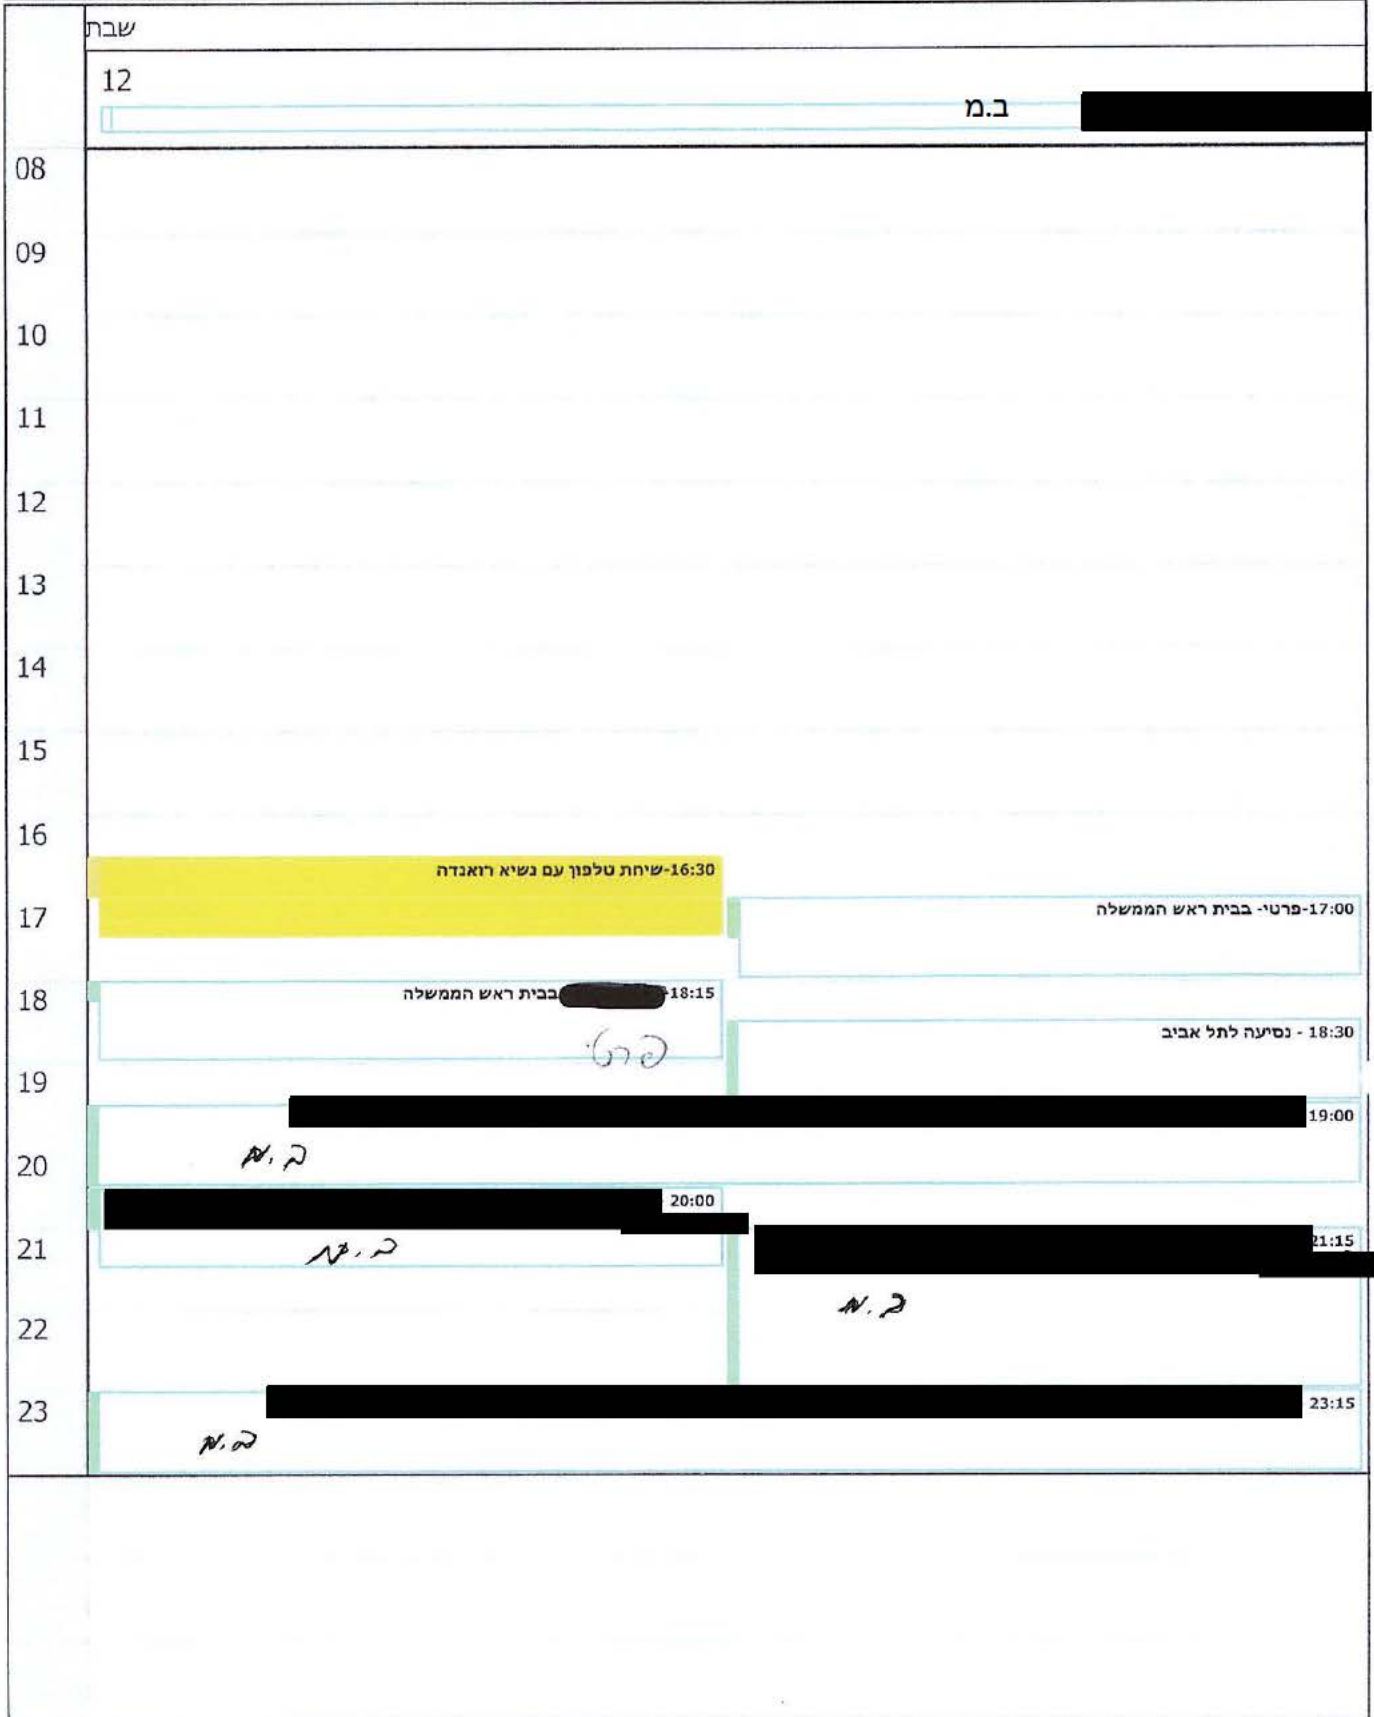 שבת
12
ב.מ
08
09
10
11
12
13
14
15
16
16:30-שיחת טלפון עם נשיא רואנדה
17
17:00-פרטי- בבית ראש הממשלה
18
18:15- בבית ראש הממשלה
פרטי
18:30 - נסיעה לתל אביב
19
19:00
ב.מ
20
20:00
ב.מ
21
21:15
ב.מ
22
23
23:15
ב.מ